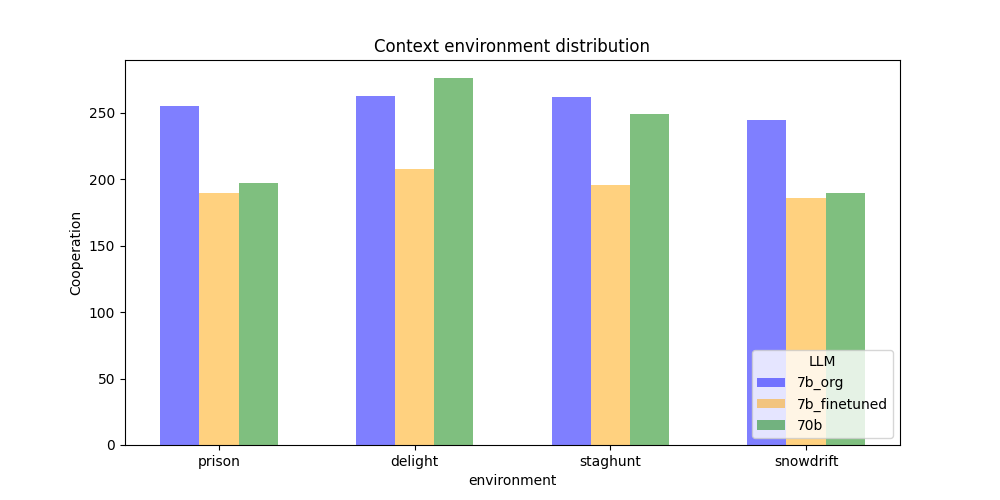 Context environment distribution
Cooperation
250
200
150
100
50
0
prison
delight
staghunt
snowdrift
environment
LLM
7b_org
7b_finetuned
70b